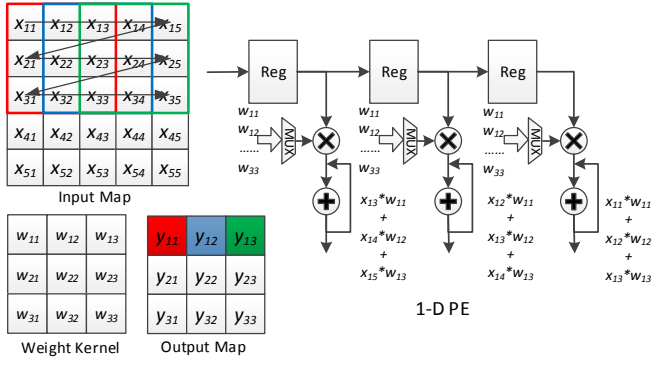 x11 x12 x13 x14 x15
x21 x22 x23 x24 x25
x31 x32 x33 x34 x35
x41 x42 x43 x44 x45
x51 x52 x53 x54 x55
Input Map
w11 w12 w13
w21 w22 w23
w31 w32 w33
Weight Kernel
y11 y12 y13
y21 y22 y23
y31 y32 y33
Output Map
Reg
w11
w12
......
w33
MUX
x13*w11
+
x14*w12
+
x15*w13
Reg
w11
w12
......
w33
MUX
x12*w11
+
x13*w12
+
x14*w13
Reg
w11
w12
......
w33
MUX
x11*w11
+
x12*w12
+
x13*w13
1-D PE